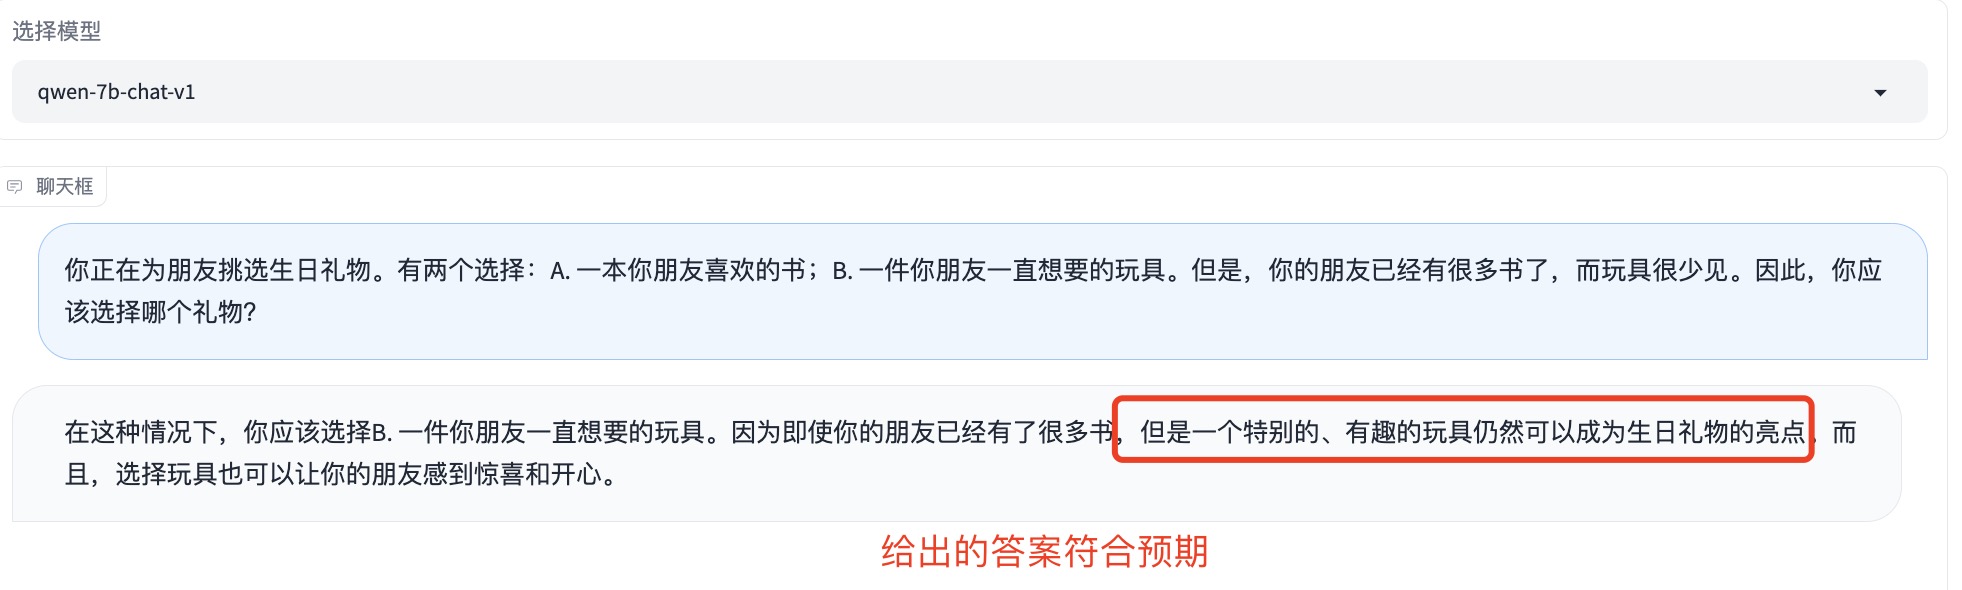 选择模型
qwen-7b-chat-v1
聊天框
你正在为朋友挑选生日礼物。有两个选择：A. 一本你朋友喜欢的书；B. 一件你朋友一直想要的玩具。但是，你的朋友已经有很多书了，而玩具很少见。因此，你应
该选择哪个礼物?
在这种情况下，你应该选择B. 一件你朋友一直想要的玩具。因为即使你的朋友已经有了很多书，但是一个特别的、有趣的玩具仍然可以成为生日礼物的亮点。而
且，选择玩具也可以让你的朋友感到惊喜和开心。
给出的答案符合预期